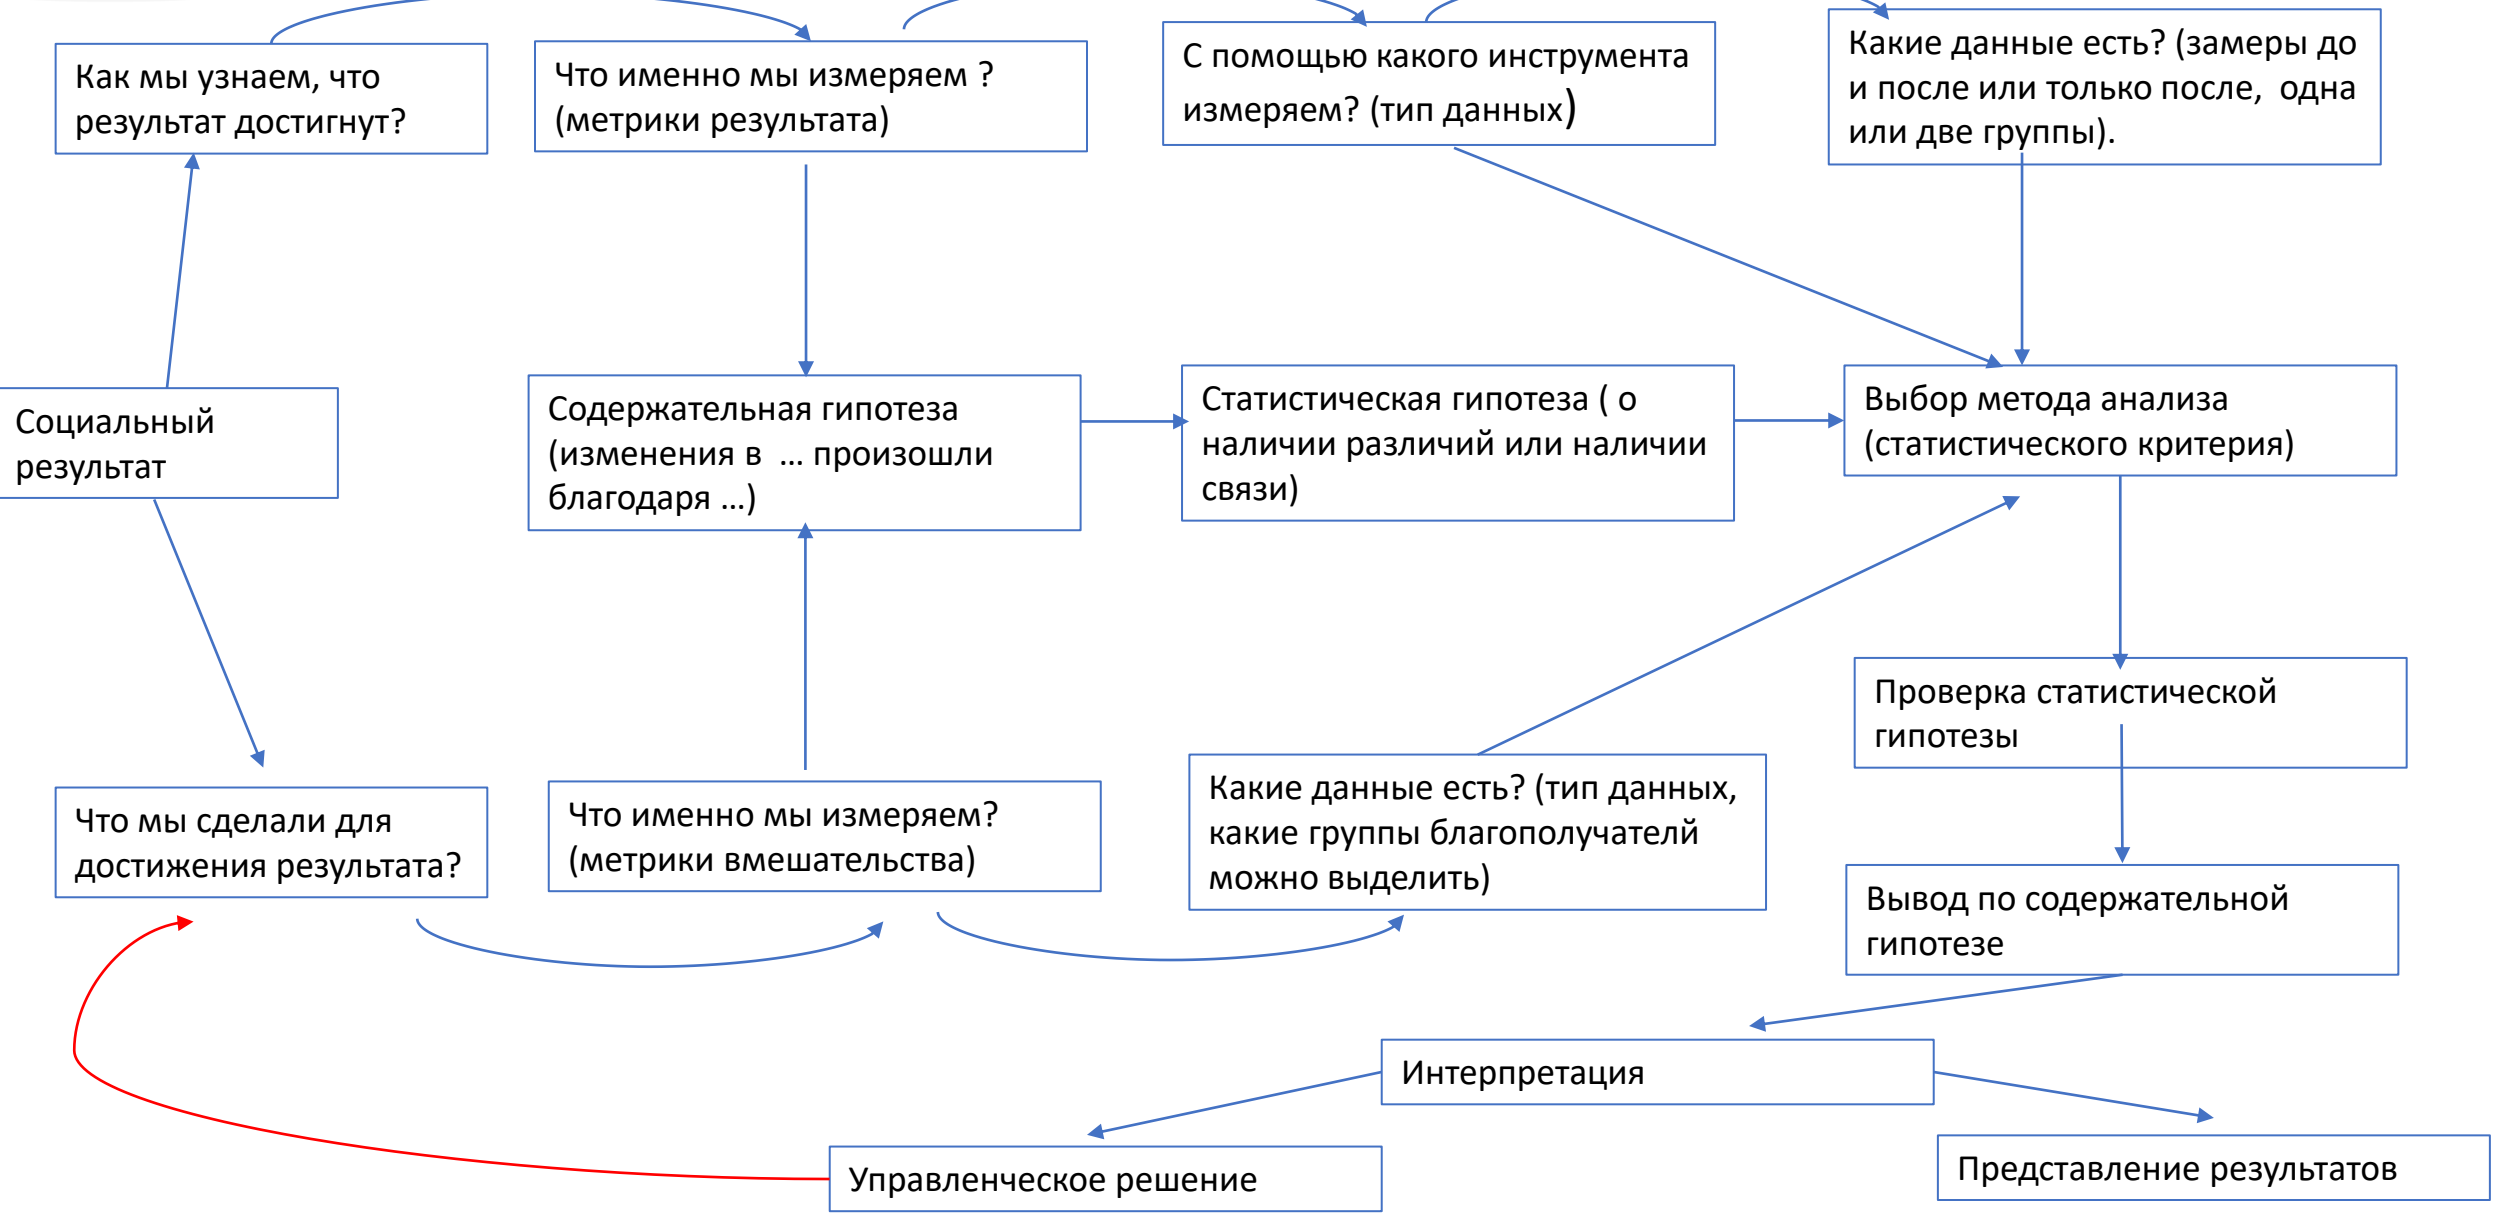 Как мы узнаем, что
результат достигнут?
Что именно мы измеряем ?
(метрики результата)
С помощью какого инструмента
измеряем? (тип данных)
Какие данные есть? (замеры до
и после или только после, одна
или две группы).
Социальный
результат
Содержательная гипотеза
(изменения в ... произошли
благодаря ...)
Статистическая гипотеза ( о
наличии различий или наличии
связи)
Выбор метода анализа
(статистического критерия)
Что мы сделали для
достижения результата?
Что именно мы измеряем?
(метрики вмешательства)
Какие данные есть? (тип данных,
какие группы благополучателй
можно выделить)
Проверка статистической
гипотезы
Вывод по содержательной
гипотезе
Интерпретация
Управленческое решение
Представление результатов